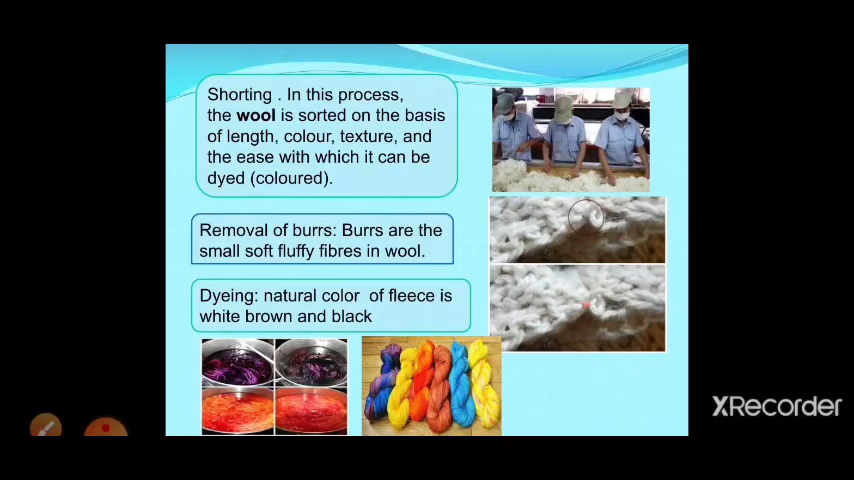 Shorting . In this process,
the wool is sorted on the basis
of length, colour, texture, and
the ease with which it can be
dyed (coloured).
Removal of burrs: Burrs are the
small soft fluffy fibres in wool.
Dyeing: natural color of fleece is
white brown and black
XRecorder